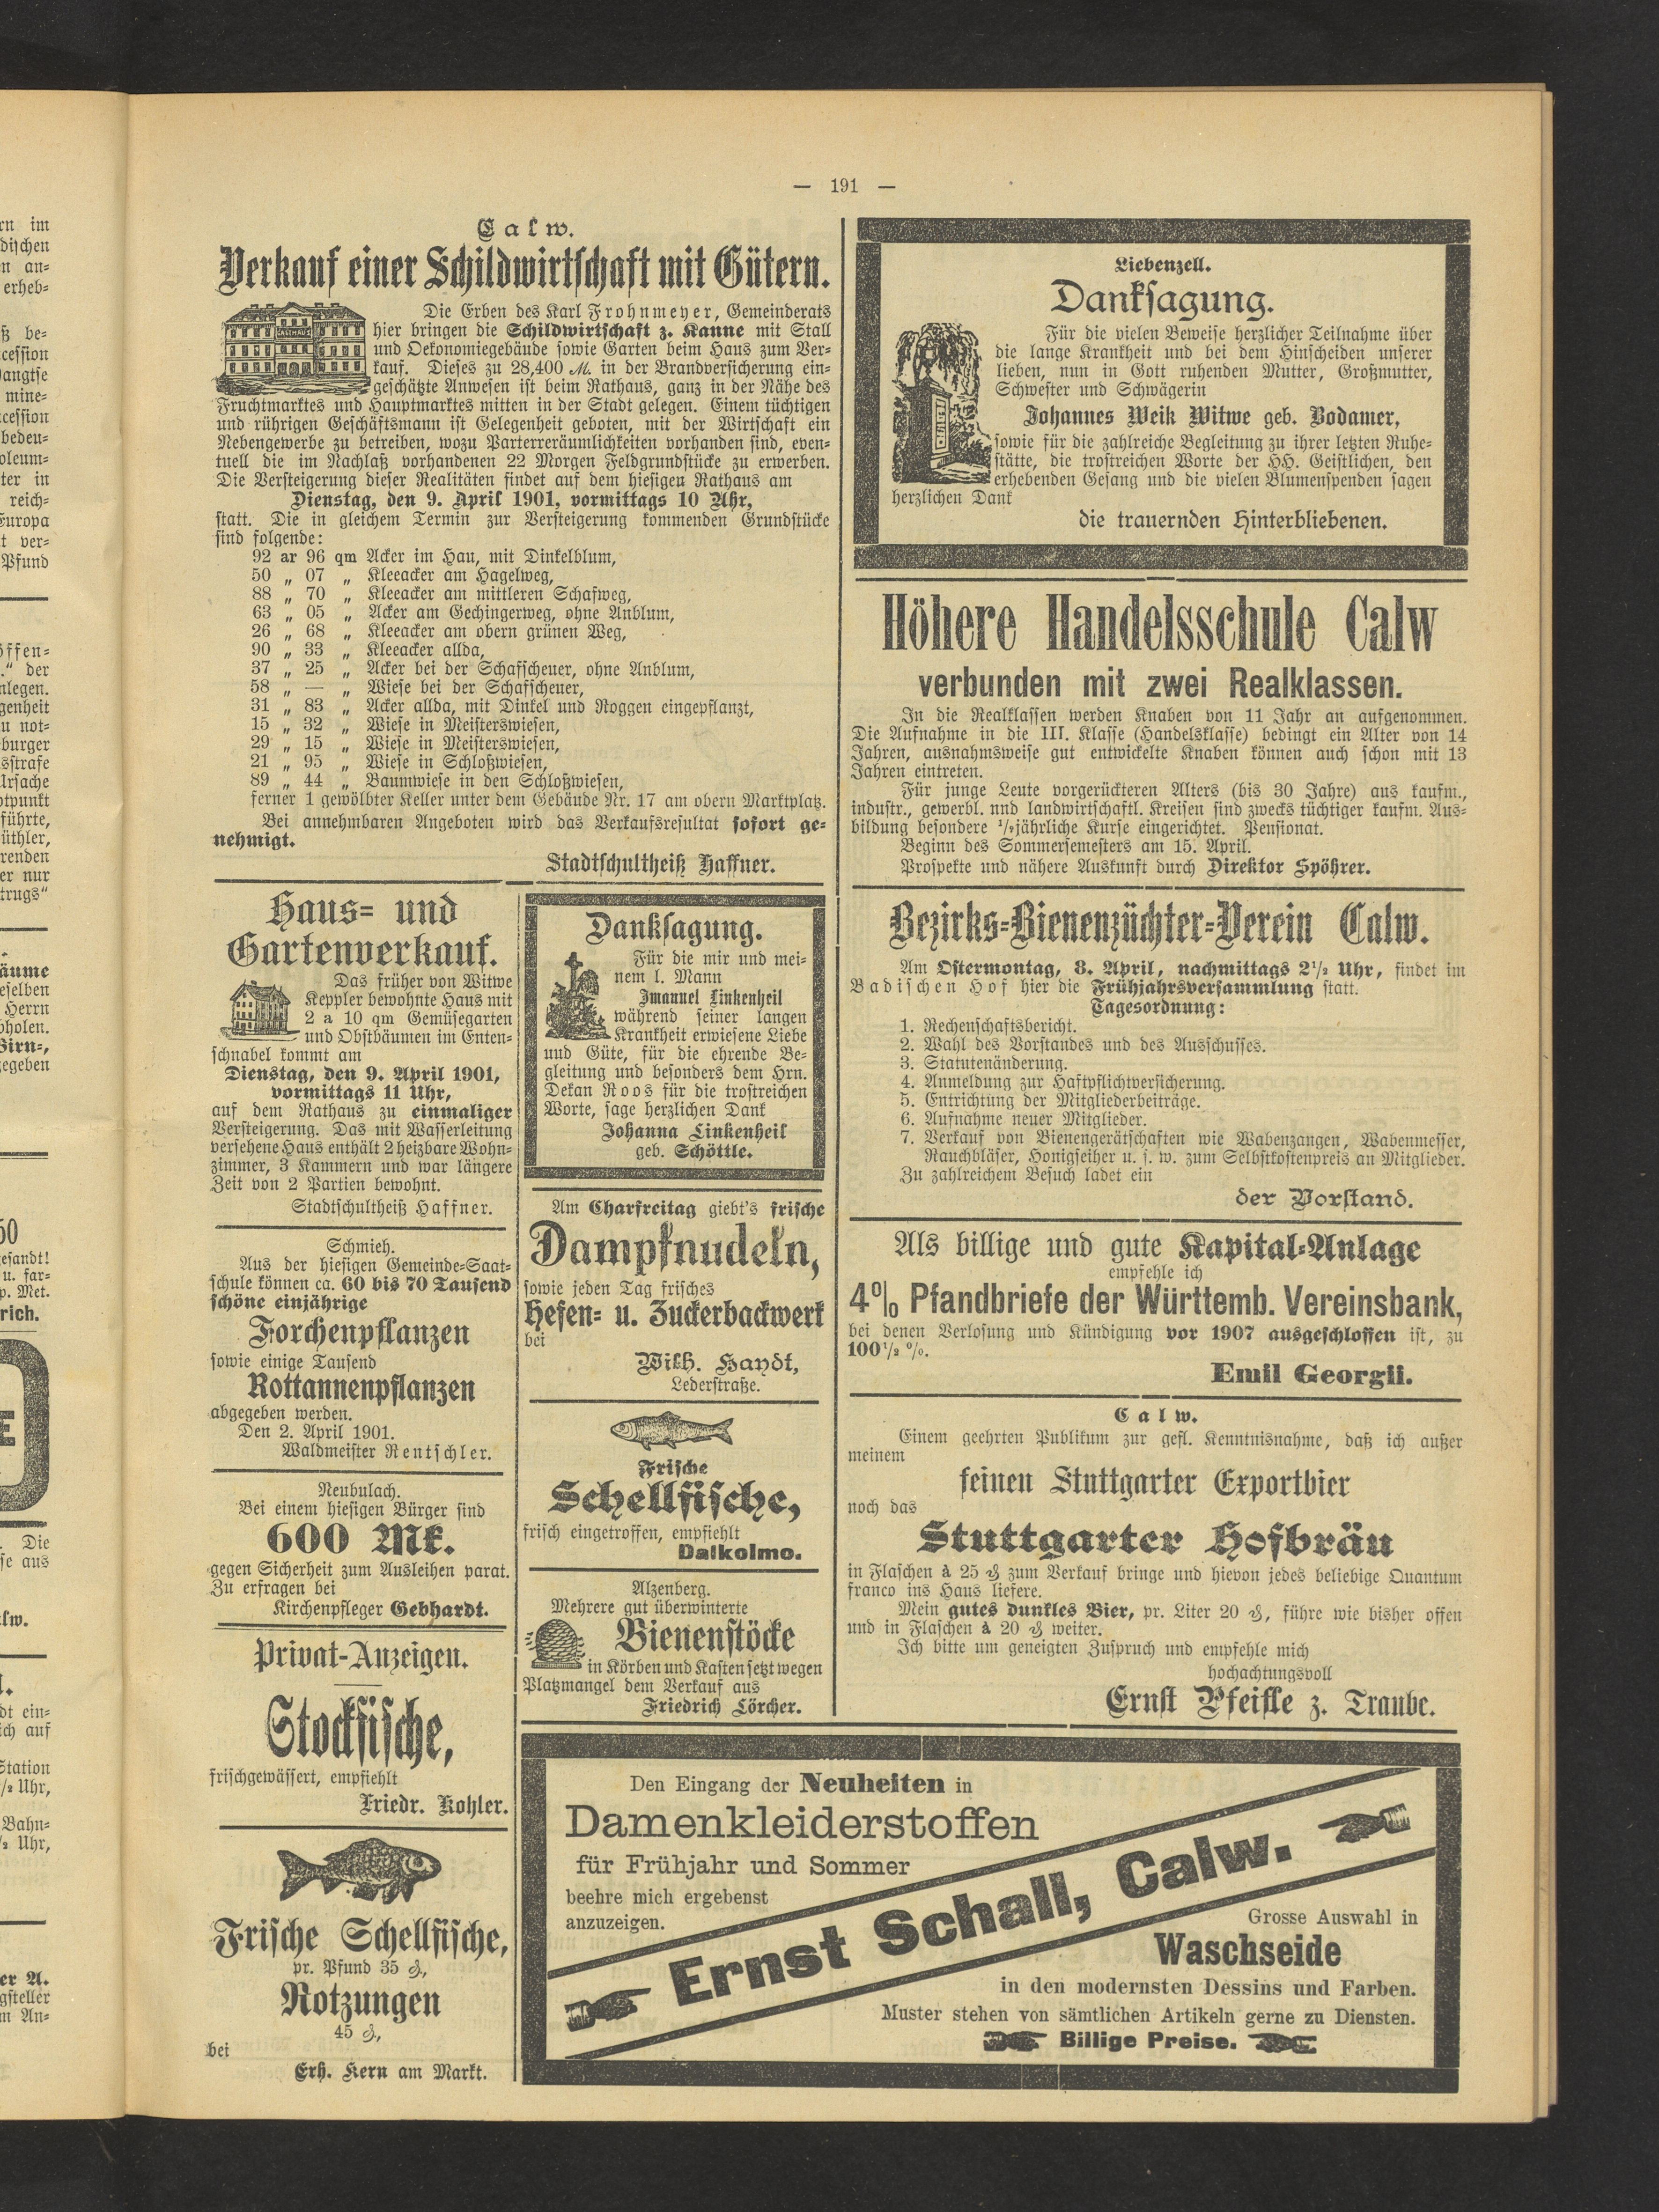 — 191 —
Calw.
Verkauf einer Schildwirtschaft mit Gütern.
Die Erben des Karl Frohnmeyer, Gemeinderats
hier bringen die Schildwirtschaft z. Kanne mit Stall
und Oekonomiegebäude sowie Garten beim Haus zum Ver-
kauf. Dieses zu 28,400 M. in der Brandversicherung ein-
geschätzte Anwesen ist beim Rathaus, ganz in der Nähe des
Fruchtmarktes und Hauptmarktes mitten in der Stadt gelegen. Einem tüchtigen
und rührigen Geschäftsmann ist Gelegenheit geboten, mit der Wirtschaft ein
Nebengewerbe zu betreiben, wozu Parterreräumlichkeiten vorhanden sind, even-
tuell die im Nachlaß vorhandenen 22 Morgen Feldgrundstücke zu erwerben.
Die Versteigerung dieser Realitäten findet auf dem hiesigen Rathaus am
Dienstag, den 9. April 1901, vormittags 10 Uhr,
statt. Die in gleichem Termin zur Versteigerung kommenden Grundstücke
sind folgende:
92 ar 96 qm Acker im Hau, mit Dinkelblum,
50 „ 07 „ Kleeacker am Hagelweg,
88 „ 70 „ Kleeacker am mittleren Schafweg,
63 „ 05 „ Acker am Gechingerweg, ohne Anblum,
26 „ 68 „ Kleeacker am obern grünen Weg,
90 „ 33 „ Kleeacker allda,
37 „ 25 „ Acker bei der Schafscheuer, ohne Anblum,
58 „ — „ Wiese bei der Schafscheuer,
31 „ 83 „ Acker allda, mit Dinkel und Roggen eingepflanzt,
15 „ 32 „ Wiese in Meisterswiesen,
29 „ 15 „ Wiese in Meisterswiesen,
21 „ 95 „ Wiese in Schloßwiesen,
89 „ 44 „ Baumwiese in den Schloßwiesen,
ferner 1 gewölbter Keller unter dem Gebäude Nr. 17 am obern Marktplatz.
Bei annehmbaren Angeboten wird das Verkaufsresultat sofort ge-
nehmigt.
Stadtschultheiß Haffner.
Haus- und
Gartenverkauf.
Das früher von Witwe
Keppler bewohnte Haus mit
2 a 10 qm Gemüsegarten
und Obstbäumen im Enten-
schnabel kommt am
Dienstag, den 9. April 1901,
vormittags 11 Uhr,
auf dem Rathaus zu einmaliger
Versteigerung. Das mit Wasserleitung
versehene Haus enthält 2 heizbare Wohn-
zimmer, 3 Kammern und war längere
Zeit von 2 Partien bewohnt.
Stadtschultheiß Haffner.
Schmieh.
Aus der hiesigen Gemeinde-Saat-
schule können ca. 60 bis 70 Tausend
schöne einjährige
Forchenpflanzen
sowie einige Tausend
Rottannenpflanzen
abgegeben werden.
Den 2. April 1901.
Waldmeister Rentschler.
Neubulach.
Bei einem hiesigen Bürger sind
600 Mk.
gegen Sicherheit zum Ausleihen parat.
Zu erfragen bei
Kirchenpfleger Gebhardt.
Privat-Anzeigen.
Stockfische,
frischgewässert, empfiehlt
Friedr. Kohler.
Frische Schellfische,
pr. Pfund 35 ₰,
Rotzungen
45 ₰,
bei
Erh. Kern am Markt.
Danksagung.
Für die mir und mei-
nem l. Mann
Imanuel Linkenheil
während seiner langen
Krankheit erwiesene Liebe
und Güte, für die ehrende Be-
gleitung und besonders dem Hrn.
Dekan Roos für die trostreichen
Worte, sage herzlichen Dank
Johanna Linkenheil
geb. Schöttle.
Am Charfreitag giebt's frische
Dampfnudeln,
sowie jeden Tag frisches
Hefen- u. Zuckerbackwerk
bei
Wilh. Haydt,
Lederstraße.
Frische
Schellfische,
frisch eingetroffen, empfiehlt
Dalkolmo.
Alzenberg.
Mehrere gut überwinterte
Bienenstöcke
in Körben und Kasten setzt wegen
Platzmangel dem Verkauf aus
Friedrich Lörcher.
Liebenzell.
Danksagung.
Für die vielen Beweise herzlicher Teilnahme über
die lange Krankheit und bei dem Hinscheiden unserer
lieben, nun in Gott ruhenden Mutter, Großmutter,
Schwester und Schwägerin
Johannes Weik Witwe geb. Bodamer,
sowie für die zahlreiche Begleitung zu ihrer letzten Ruhe-
stätte, die trostreichen Worte der HH. Geistlichen, den
erhebenden Gesang und die vielen Blumenspenden sagen
herzlichen Dank
die trauernden Hinterbliebenen.
Höhere Handelsschule Calw
verbunden mit zwei Realklassen.
In die Realklassen werden Knaben von 11 Jahr an aufgenommen.
Die Aufnahme in die III. Klasse (Handelsklasse) bedingt ein Alter von 14
Jahren, ausnahmsweise gut entwickelte Knaben können auch schon mit 13
Jahren eintreten.
Für junge Leute vorgerückteren Alters (bis 30 Jahre) aus kaufm.,
industr., gewerbl. und landwirtschaftl. Kreisen sind zwecks tüchtiger kaufm. Aus-
bildung besondere 1/2jährliche Kurse eingerichtet. Pensionat.
Beginn des Sommersemesters am 15. April.
Prospekte und nähere Auskunft durch Direktor Spöhrer.
Bezirks-Bienenzüchter-Verein Calw.
Am Ostermontag, 8. April, nachmittags 2 1/2 Uhr, findet im
Badischen Hof hier die Frühjahrsversammlung statt.
Tagesordnung:
1. Rechenschaftsbericht.
2. Wahl des Vorstandes und des Ausschusses.
3. Statutenänderung.
4. Anmeldung zur Haftpflichtversicherung.
5. Entrichtung der Mitgliederbeiträge.
6. Aufnahme neuer Mitglieder.
7. Verkauf von Bienengerätschaften wie Wabenzangen, Wabenmesser,
Rauchbläser, Honigseiher u. s. w. zum Selbstkostenpreis an Mitglieder.
Zu zahlreichem Besuch ladet ein
der Vorstand.
Als billige und gute Kapital-Anlage
empfehle ich
4% Pfandbriefe der Württemb. Vereinsbank,
bei denen Verlosung und Kündigung vor 1907 ausgeschlossen ist, zu
100 1/2 %.
Emil Georgii.
Calw.
Einem geehrten Publikum zur gefl. Kenntnisnahme, daß ich außer
meinem
feinen Stuttgarter Exportbier
noch das
Stuttgarter Hofbräu
in Flaschen à 25 ₰ zum Verkauf bringe und hievon jedes beliebige Quantum
franco ins Haus liefere.
Mein gutes dunkles Bier, pr. Liter 20 ₰, führe wie bisher offen
und in Flaschen à 20 ₰ weiter.
Ich bitte um geneigten Zuspruch und empfehle mich
hochachtungsvoll
Ernst Pfeifle z. Traube.
Den Eingang der Neuheiten in
Damenkleiderstoffen
für Frühjahr und Sommer
beehre mich ergebenst
anzuzeigen.
Ernst Schall, Calw.
Grosse Auswahl in
Waschseide
in den modernsten Dessins und Farben.
Muster stehen von sämtlichen Artikeln gerne zu Diensten.
Billige Preise.